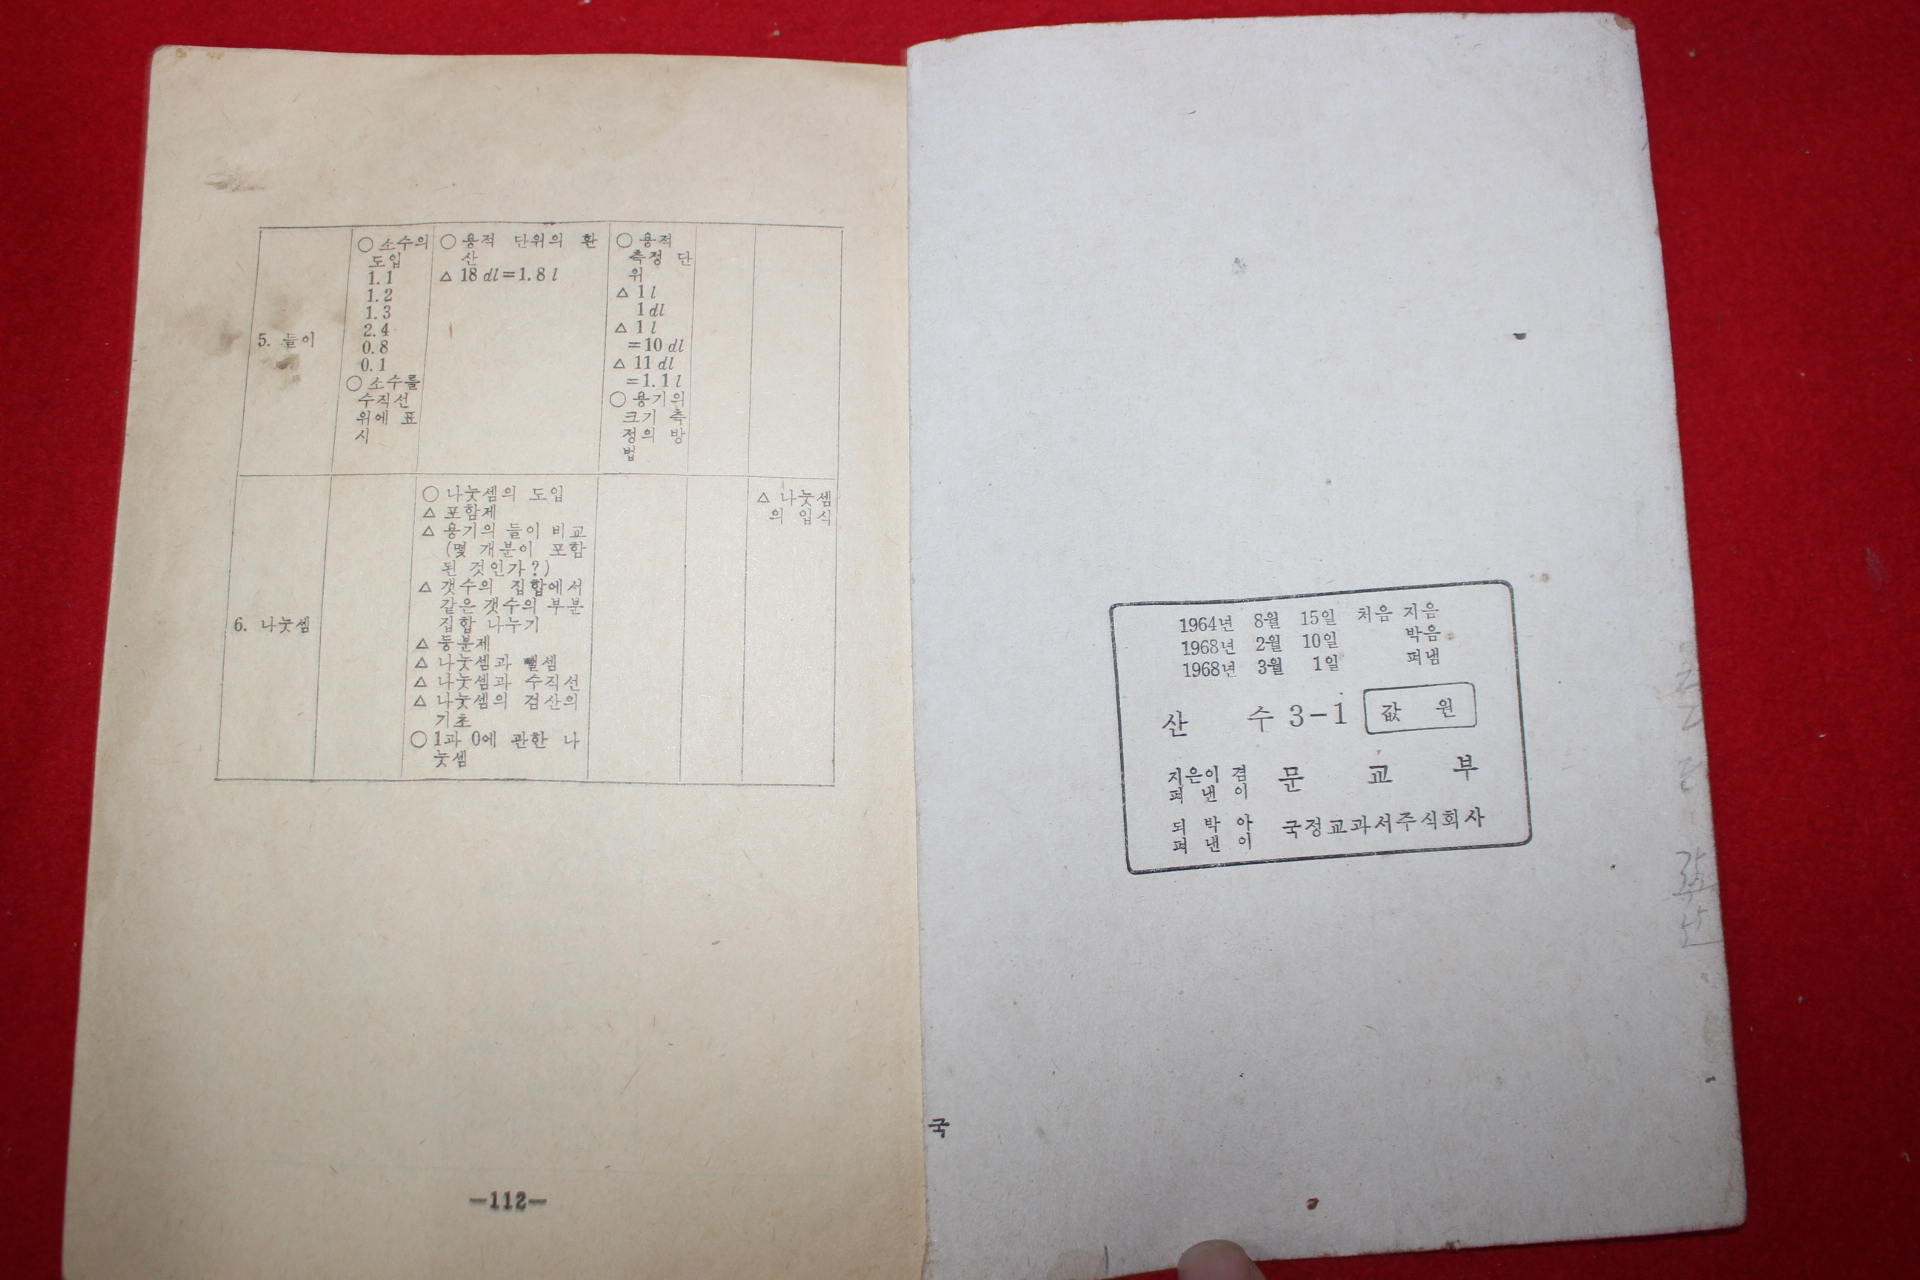 5. 들이
○ 소수의
도입
1.1
1.2
1.3
2.4
0.8
0.1
○ 소수를
수직선
위에 표
시
○ 용적 단위의 환
산
△ 18 dl=1.8 l
○ 용적
측정 단
위
△ 1 l
1 dl
△ 1 l
=10 dl
△ 11 dl
=1.1 l
○ 용기의
크기 측
정의 방
법
6. 나눗셈
○ 나눗셈의 도입
△ 포함제
△ 용기의 들이 비교
(몇 개분이 포함
된 것인가?)
△ 갯수의 집합에서
같은 갯수의 부분
집합 나누기
△ 등분제
△ 나눗셈과 뺄셈
△ 나눗셈과 수직선
△ 나눗셈의 검산의
기초
○ 1과 0에 관한 나
눗셈
△ 나눗셈
의 입식
—112—
국
1964년 8월 15일 처음 지음
1968년 2월 10일 박음
1968년 3월 1일 펴냄
산 수 3-1 값 원
지은이 겸
펴 낸 이 문 교 부
되 박 아
펴 낸 이 국정교과서주식회사